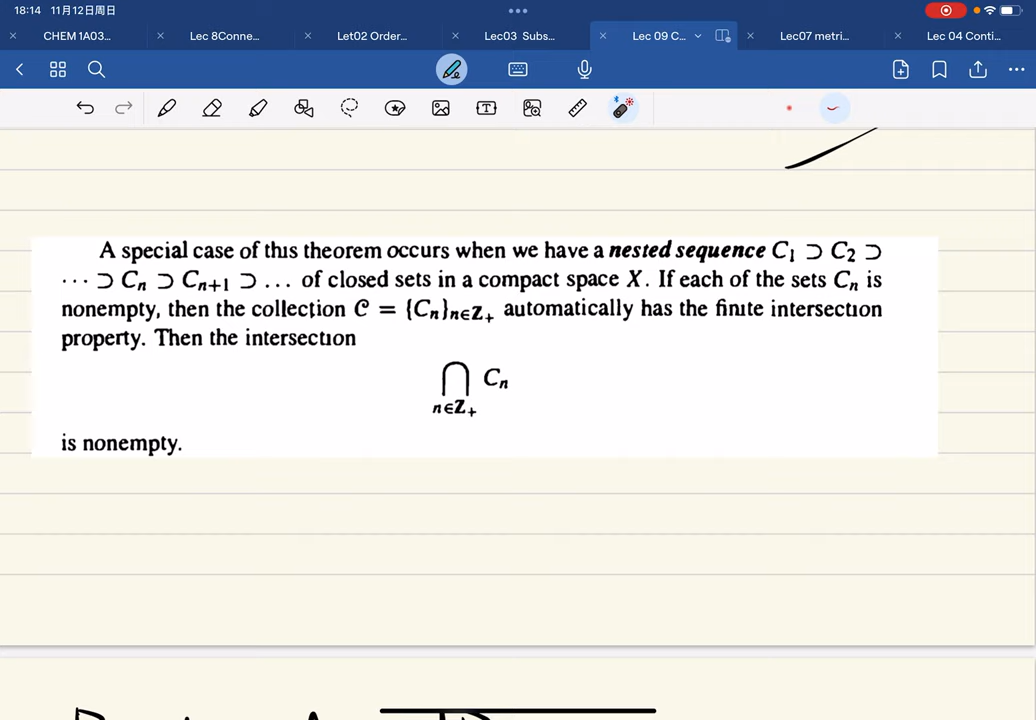 18:14 11月12日周日
CHEM 1A03...
Lec 8Conne...
Let02 Order...
Lec03 Subs...
Lec 09 C...
Lec07 metri...
Lec 04 Conti...
A special case of this theorem occurs when we have a nested sequence C₁ ⊃ C₂ ⊃
⋯ ⊃ Cₙ ⊃ Cₙ₊₁ ⊃ ... of closed sets in a compact space X. If each of the sets Cₙ is
nonempty, then the collection 𝒞 = {Cₙ}ₙ∈Z₊ automatically has the finite intersection
property. Then the intersection
⋂ Cₙ
n∈Z₊
is nonempty.